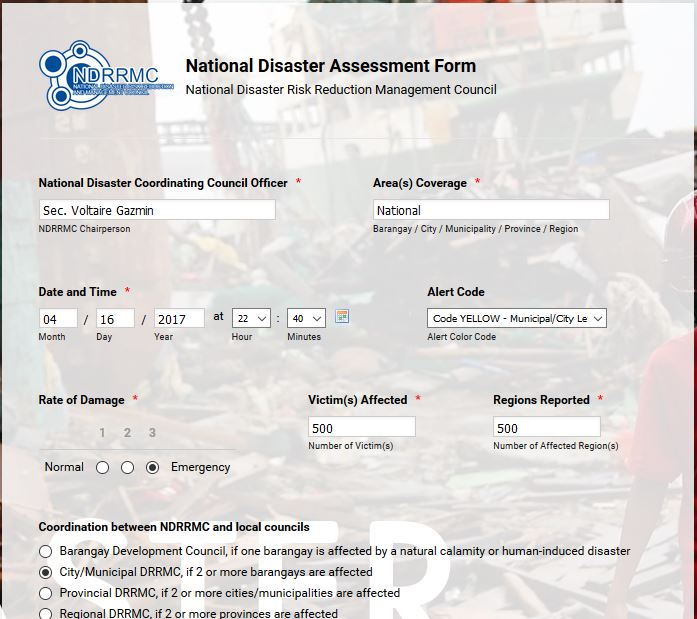 NDRRMC
National Disaster Assessment Form
National Disaster Risk Reduction Management Council
National Disaster Coordinating Council Officer * Area(s) Coverage *
Sec. Voltaire Gazmin National
NDRRMC Chairperson Barangay / City / Municipality / Province / Region
Date and Time * Alert Code
04 / 16 / 2017 at 22 : 40 Code YELLOW - Municipal/City Le
Month Day Year Hour Minutes Alert Color Code
Rate of Damage * Victim(s) Affected * Regions Reported *
1 2 3 500 500
Number of Victim(s) Number of Affected Region(s)
Normal Emergency
Coordination between NDRRMC and local councils
Barangay Development Council, if one barangay is affected by a natural calamity or human-induced disaster
City/Municipal DRRMC, if 2 or more barangays are affected
Provincial DRRMC, if 2 or more cities/municipalities are affected
Regional DRRMC, if 2 or more provinces are affected
STER